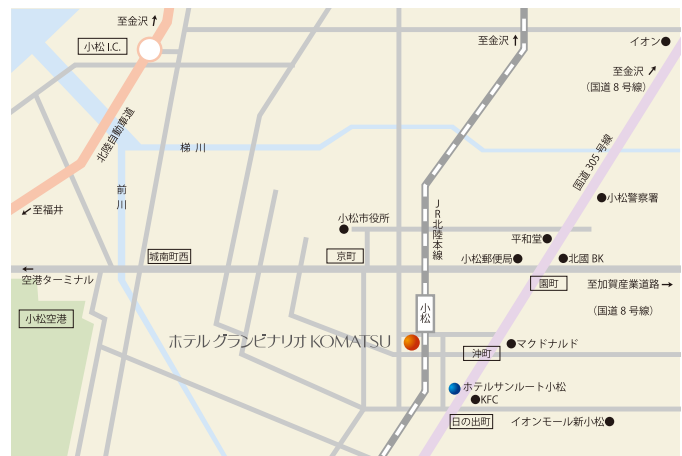 至金沢↑
小松 I.C.
至金沢↑
イオン●
至金沢↗
(国道８号線)
北陸自動車道
梯 川
国道 305 号線
前川
←至福井
小松市役所
JR北陸本線
●小松警察署
平和堂●
城南町西
京町
小松郵便局●
●北國 BK
←
空港ターミナル
園町
至加賀産業道路→
(国道８号線)
小松空港
小松
ホテル グランビナリオ KOMATSU
沖町
●マクドナルド
ホテルサンルート小松
●KFC
日の出町
イオンモール新小松●